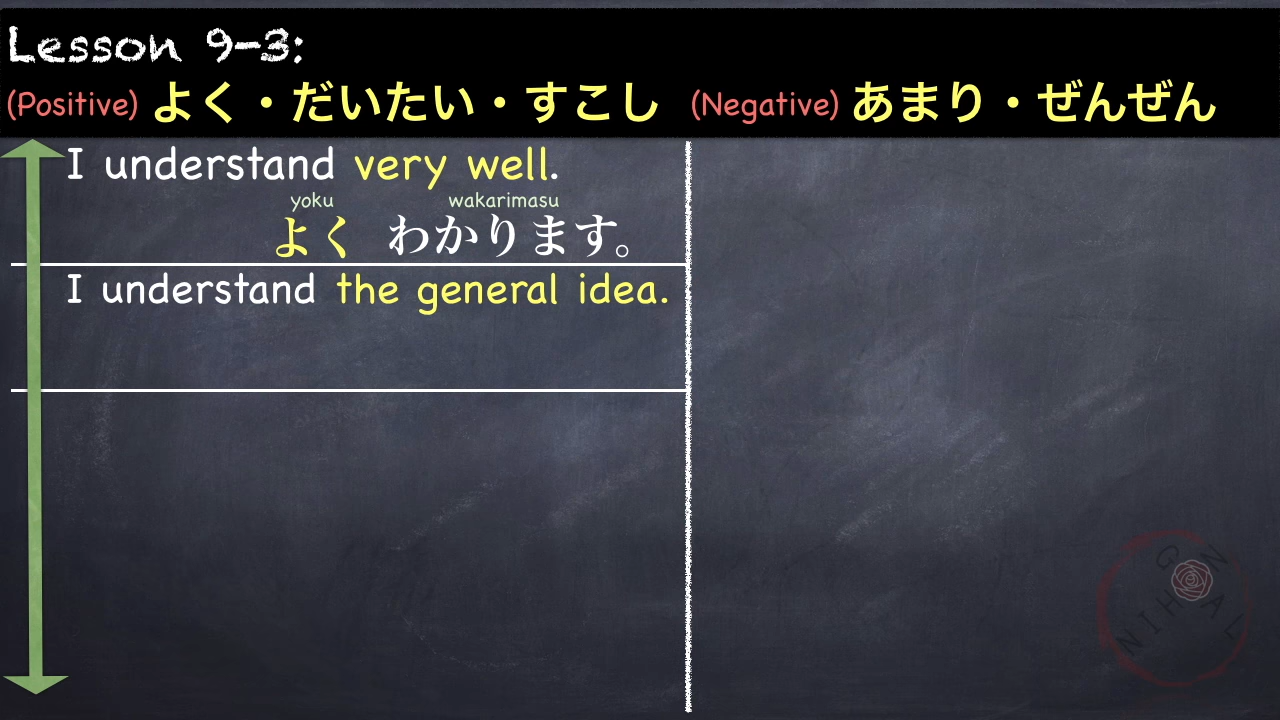 Lesson 9-3:
(Positive) よく・だいたい・すこし (Negative) あまり・ぜんぜん
I understand very well.
yoku wakarimasu
よく わかります。
I understand the general idea.
NIHONGOAL